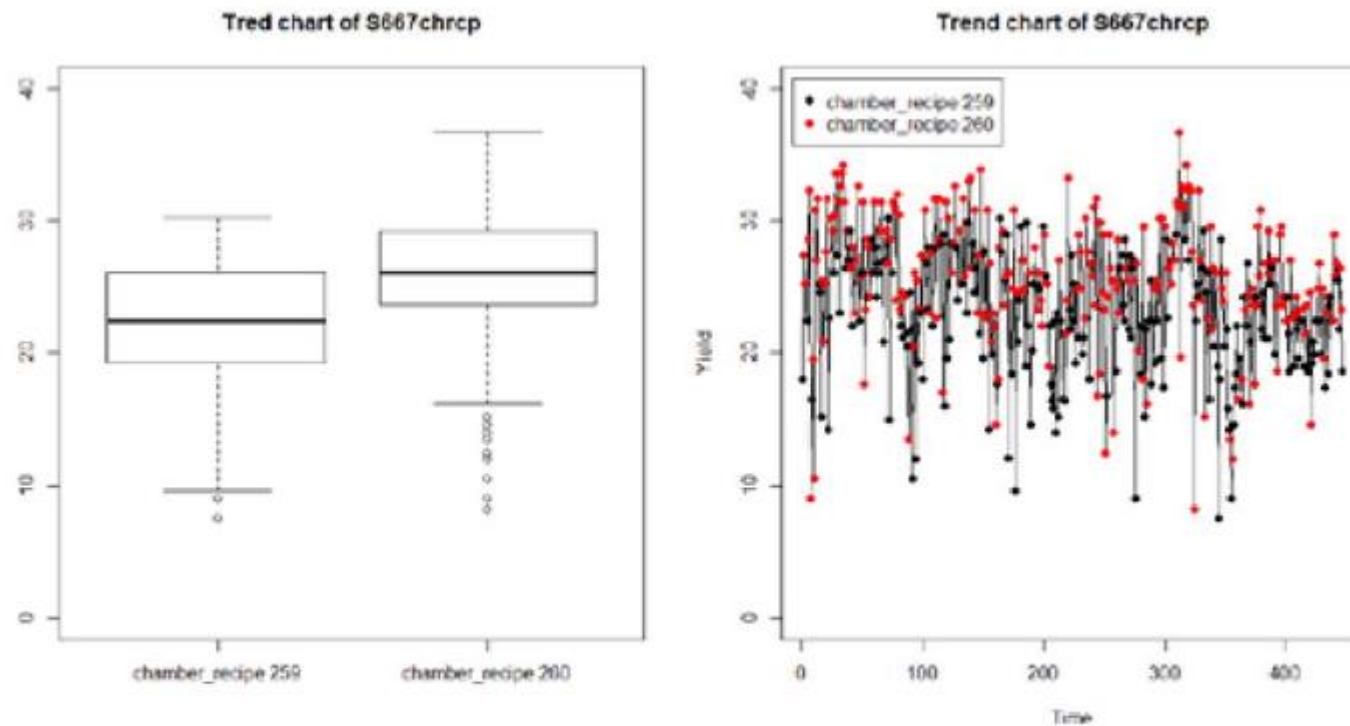 Tred chart of S667chrcp
40
30
20
10
0
chamber_recipe 259
chamber_recipe 260
Trend chart of S667chrcp
chamber_recipe 259
chamber_recipe 260
Yield
40
30
20
10
0
0
100
200
300
400
Time